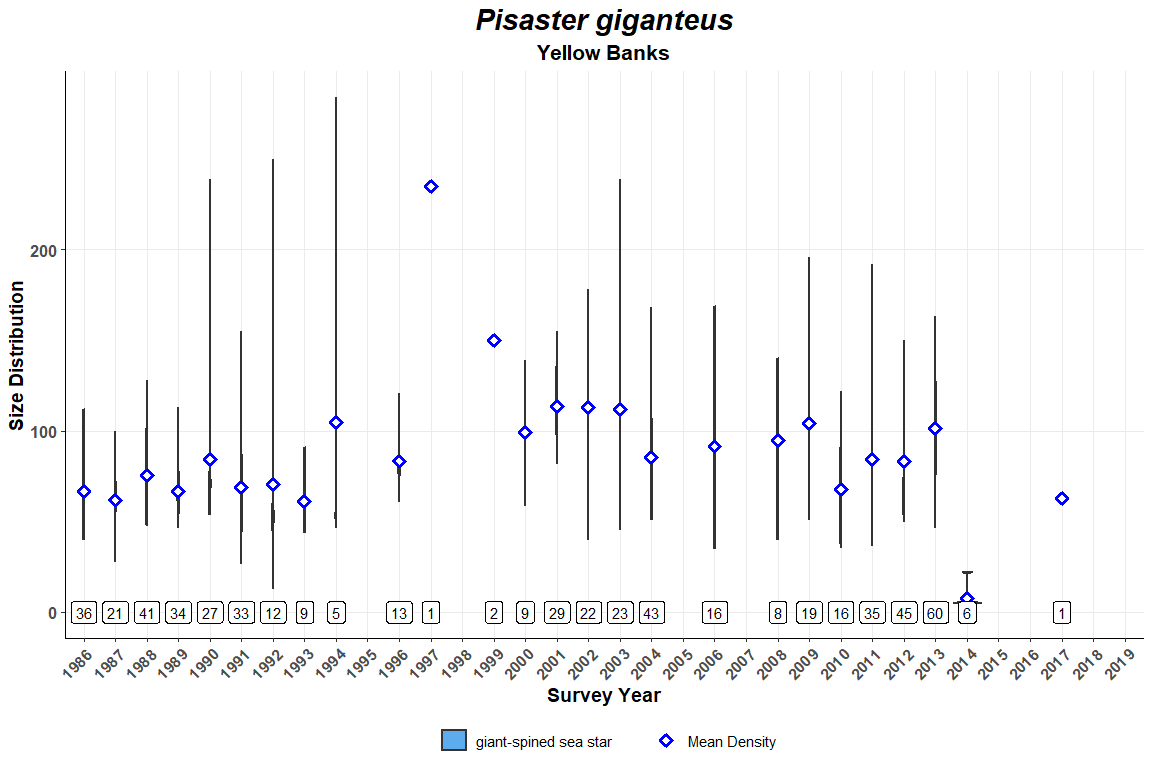 Pisaster giganteus
Yellow Banks
Size Distribution
200
100
0
36 21 41 34 27 33 12 9 5 13 1 2 9 29 22 23 43 16 8 19 16 35 45 60 6 1
1986 1987 1988 1989 1990 1991 1992 1993 1994 1995 1996 1997 1998 1999 2000 2001 2002 2003 2004 2005 2006 2007 2008 2009 2010 2011 2012 2013 2014 2015 2016 2017 2018 2019
Survey Year
giant-spined sea star Mean Density